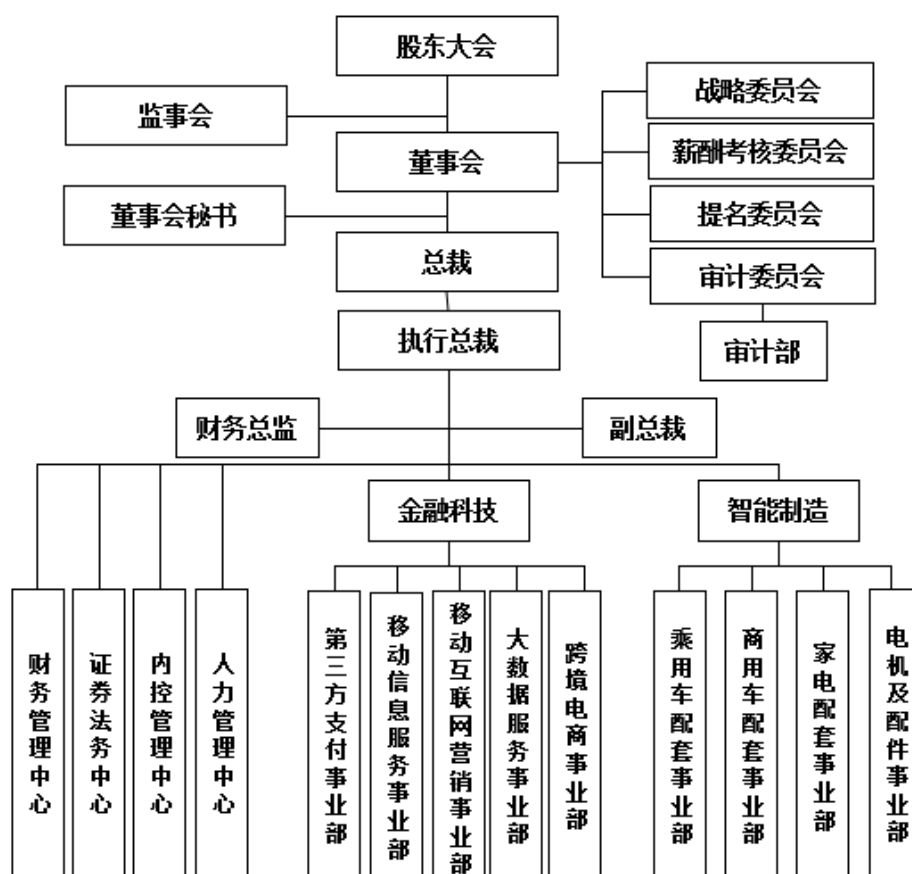 股东大会
监事会
战略委员会
薪酬考核委员会
董事会
董事会秘书
提名委员会
总裁
审计委员会
执行总裁
审计部
财务总监
副总裁
金融科技
智能制造
财务管理中心
证券法务中心
内控管理中心
人力管理中心
第三方支付事业部
移动信息服务事业部
移动互联网营销事业部
大数据服务事业部
跨境电商事业部
乘用车配套事业部
商用车配套事业部
家电配套事业部
电机及配件事业部